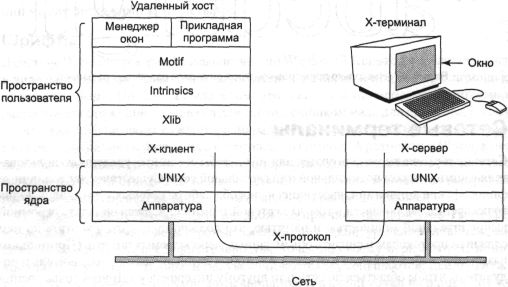 Удаленный хост
Менеджер окон
Прикладная программа
Motif
Intrinsics
Xlib
X-клиент
UNIX
Аппаратура
Пространство пользователя
Пространство ядра
X-терминал
Окно
X-сервер
UNIX
Аппаратура
X-протокол
Сеть